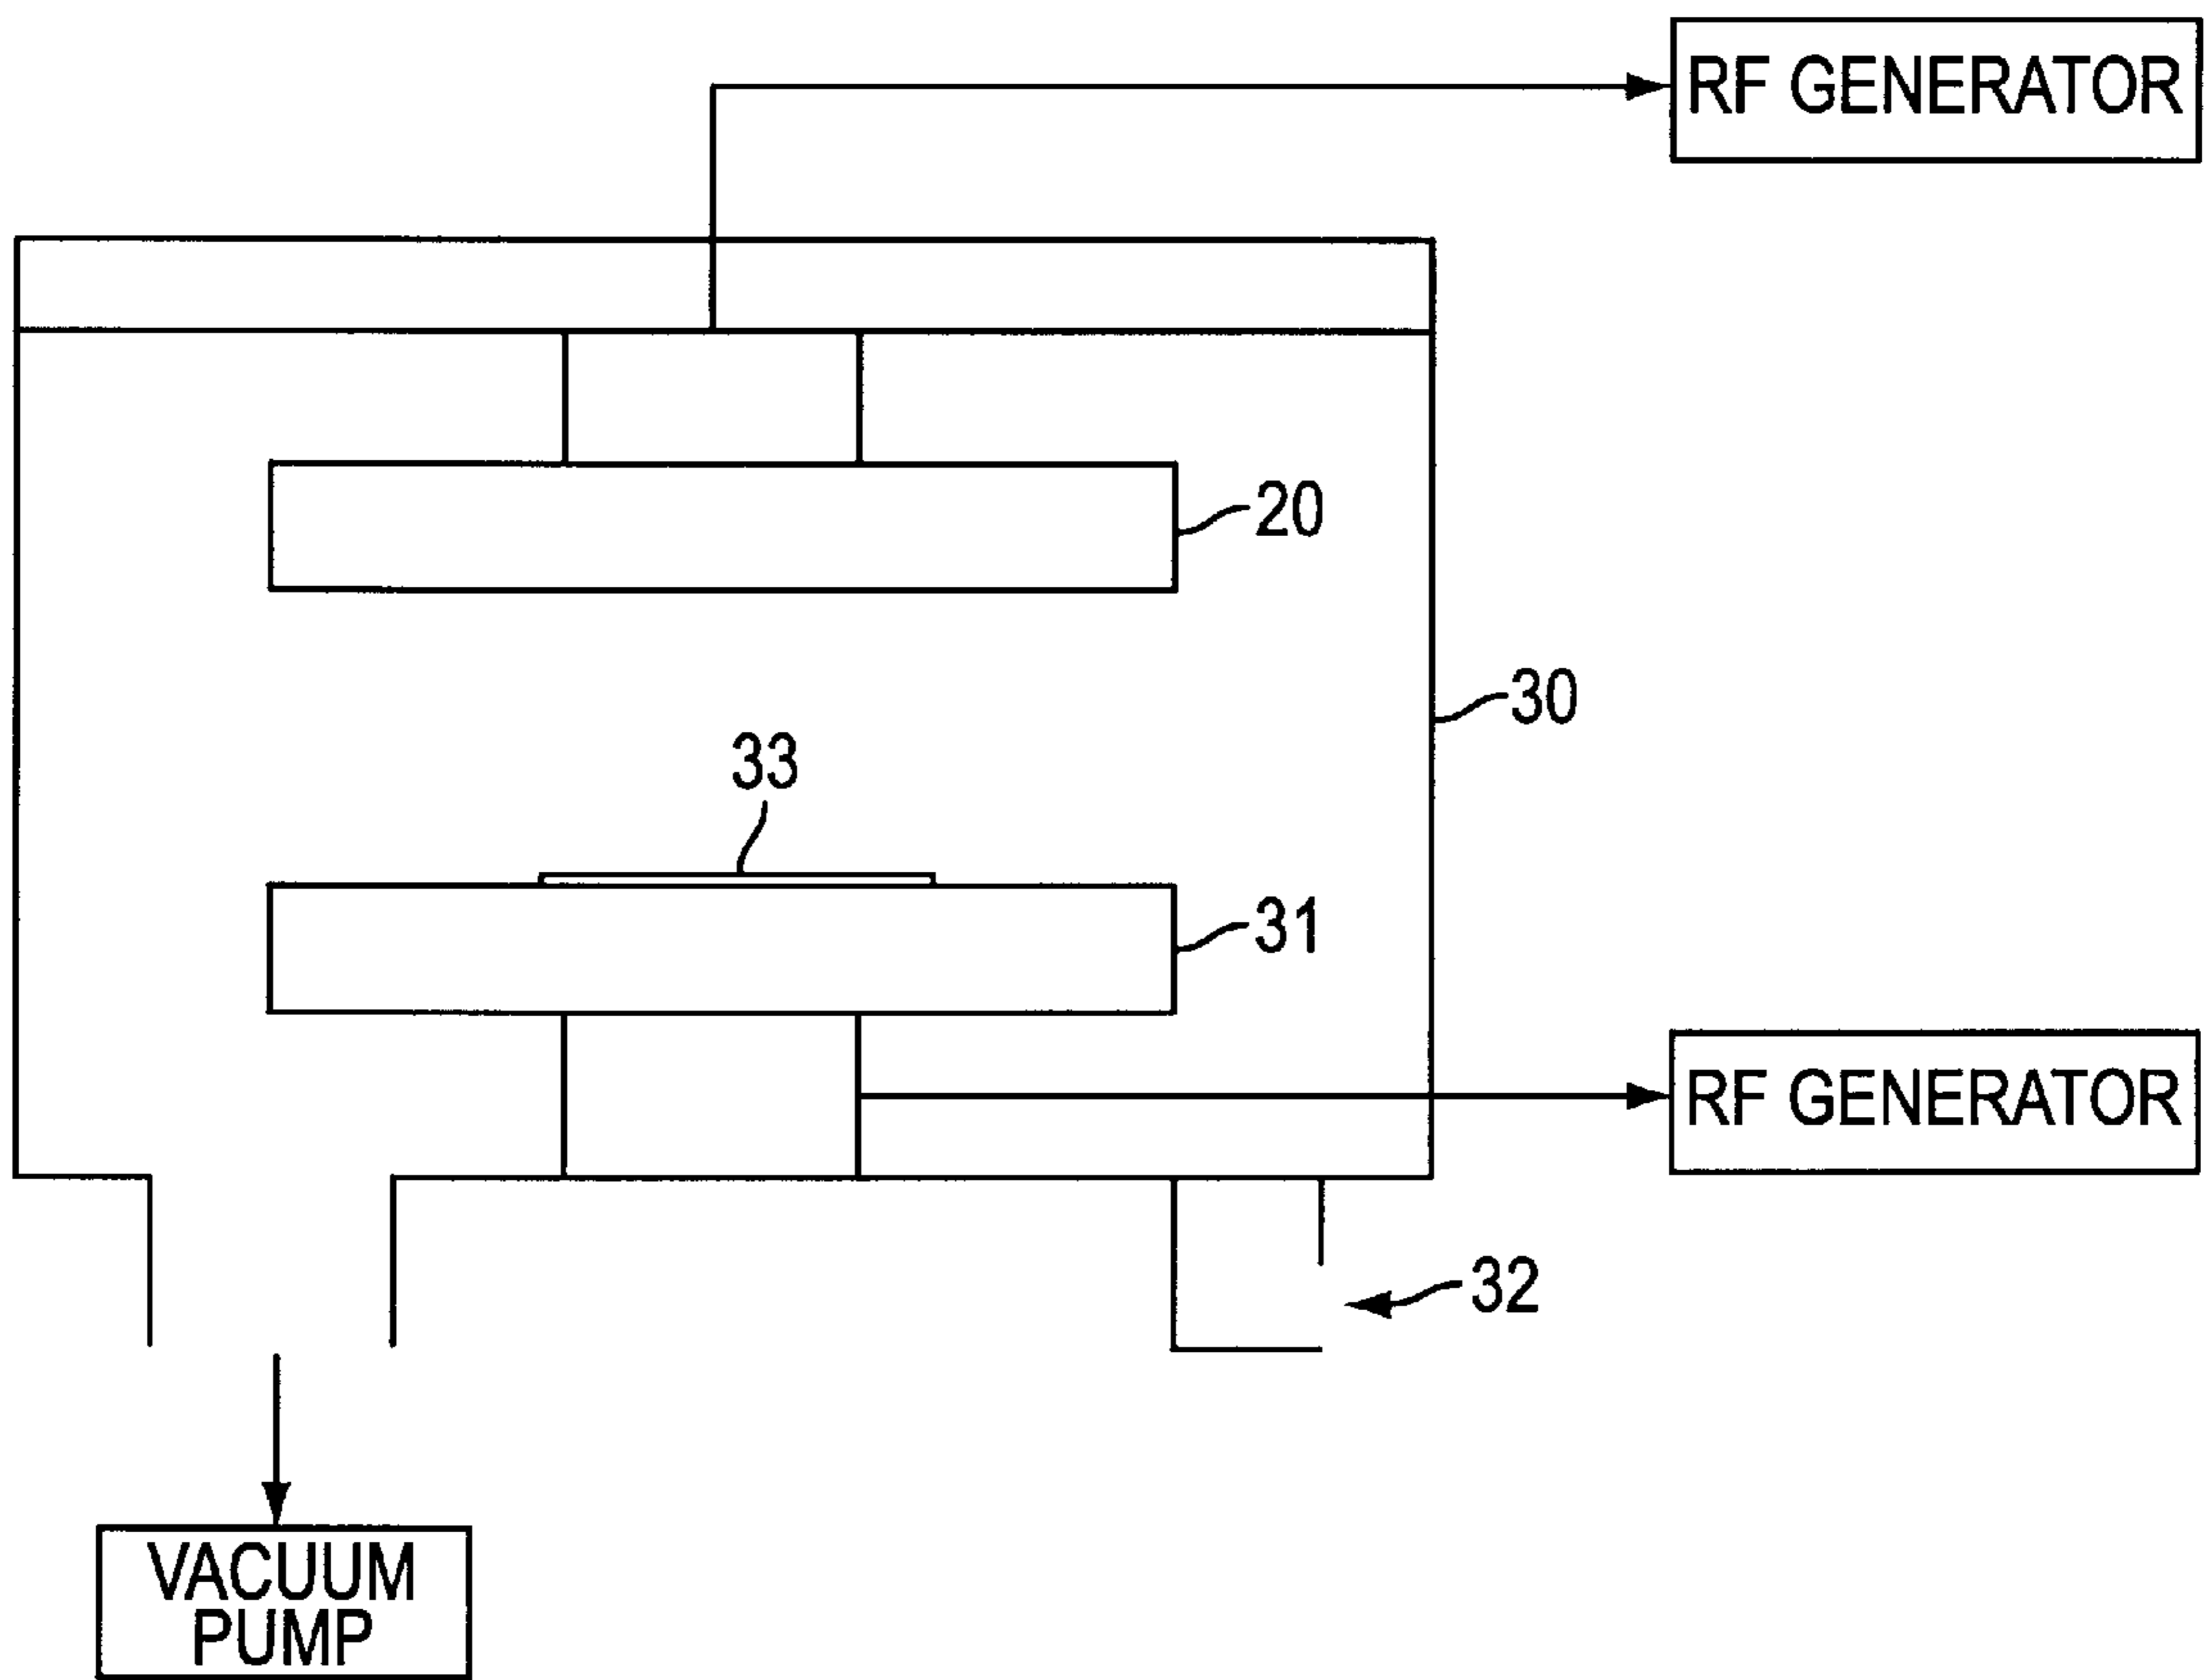 RF GENERATOR
20
30
33
31
RF GENERATOR
32
VACUUM
PUMP